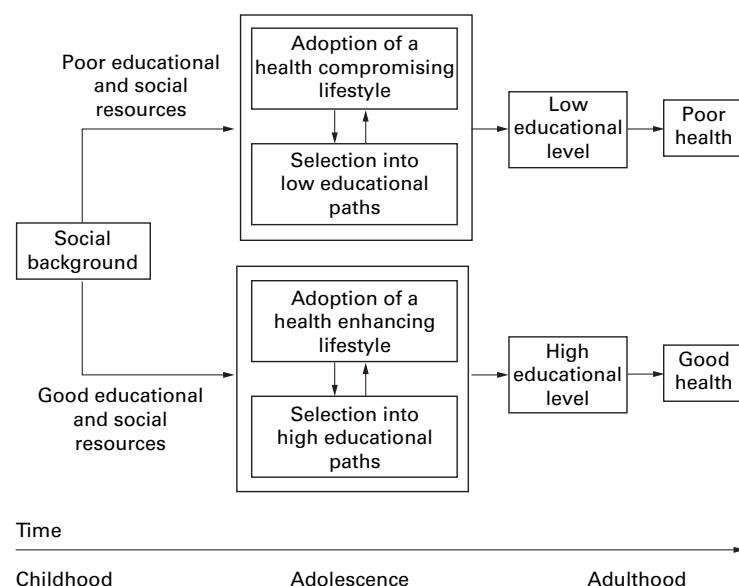 Poor educational
and social
resources
Adoption of a
health compromising
lifestyle
Selection into
low educational
paths
Low
educational
level
Poor
health
Social
background
Good educational
and social
resources
Adoption of a
health enhancing
lifestyle
Selection into
high educational
paths
High
educational
level
Good
health
Time
Childhood
Adolescence
Adulthood